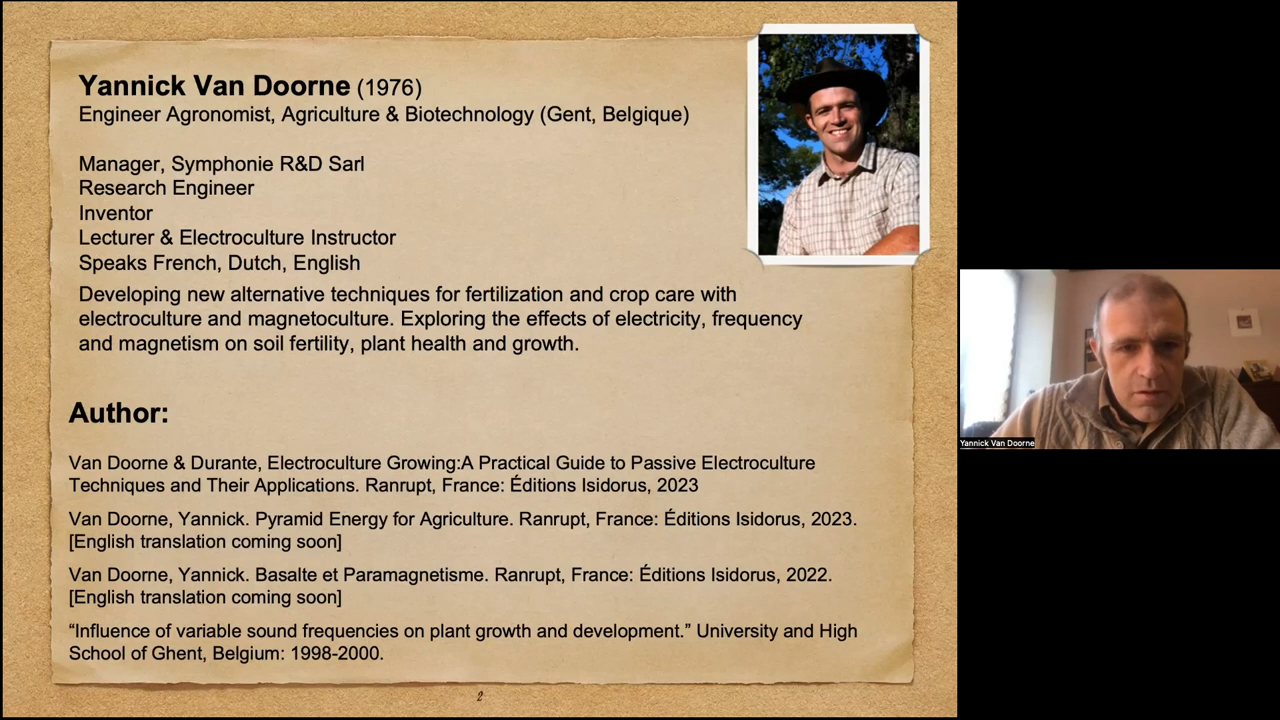 Yannick Van Doorne (1976)
Engineer Agronomist, Agriculture & Biotechnology (Gent, Belgique)
Manager, Symphonie R&D Sarl
Research Engineer
Inventor
Lecturer & Electroculture Instructor
Speaks French, Dutch, English
Developing new alternative techniques for fertilization and crop care with
electroculture and magnetoculture. Exploring the effects of electricity, frequency
and magnetism on soil fertility, plant health and growth.
Author:
Van Doorne & Durante, Electroculture Growing:A Practical Guide to Passive Electroculture
Techniques and Their Applications. Ranrupt, France: Éditions Isidorus, 2023
Van Doorne, Yannick. Pyramid Energy for Agriculture. Ranrupt, France: Éditions Isidorus, 2023.
[English translation coming soon]
Van Doorne, Yannick. Basalte et Paramagnetisme. Ranrupt, France: Éditions Isidorus, 2022.
[English translation coming soon]
“Influence of variable sound frequencies on plant growth and development.” University and High
School of Ghent, Belgium: 1998-2000.
2
Yannick Van Doorne